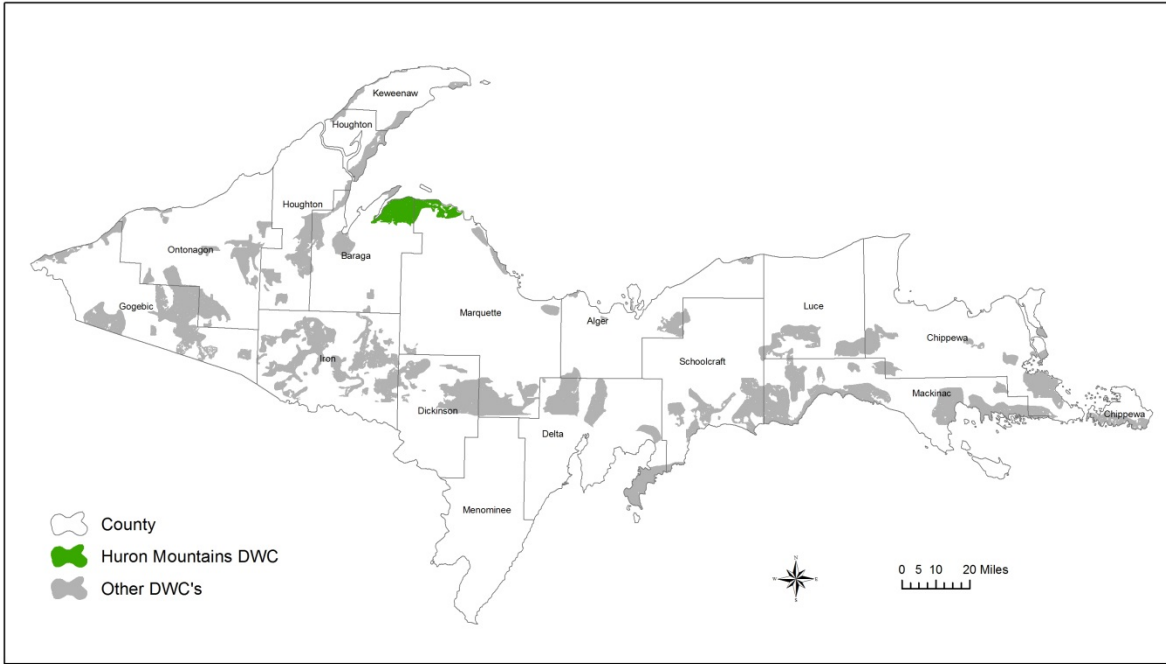 Keweenaw
Houghton
Houghton
Ontonagon
Baraga
Gogebic
Marquette
Alger
Luce
Chippewa
Iron
Schoolcraft
Mackinac
Dickinson
Delta
Chippewa
Menominee
County
Huron Mountains DWC
Other DWC's
N
W E
S
0 5 10 20 Miles